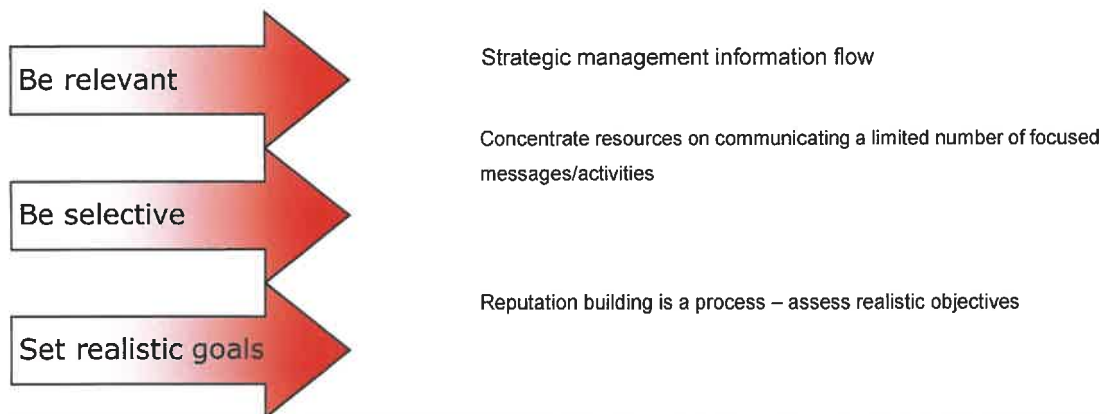 Be relevant
Strategic management information flow
Concentrate resources on communicating a limited number of focused
messages/activities
Be selective
Reputation building is a process – assess realistic objectives
Set realistic goals